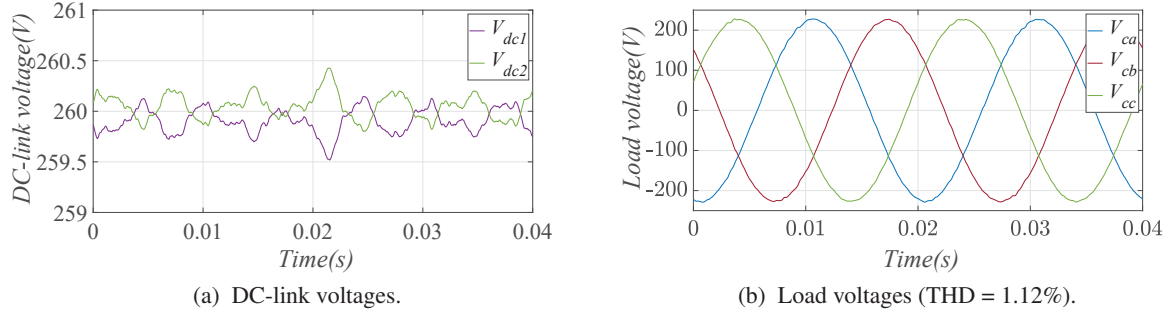 DC-link voltage(V)
261
260.5
260
259.5
259
V_dc1
V_dc2
0 0.01 0.02 0.03 0.04
Time(s)
(a) DC-link voltages.
Load voltage(V)
200
100
0
-100
-200
V_ca
V_cb
V_cc
0 0.01 0.02 0.03 0.04
Time(s)
(b) Load voltages (THD = 1.12%).